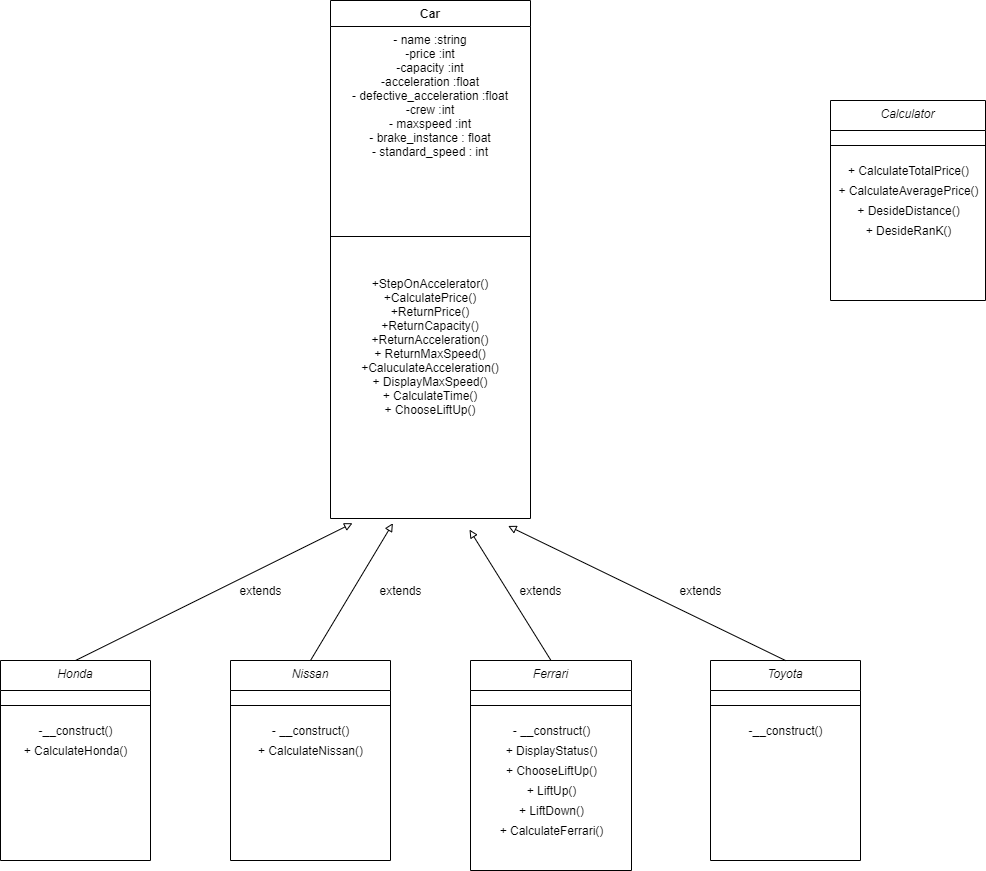 Car
- name :string
-price :int
-capacity :int
-acceleration :float
- defective_acceleration :float
-crew :int
- maxspeed :int
- brake_instance : float
- standard_speed : int
+StepOnAccelerator()
+CalculatePrice()
+ReturnPrice()
+ReturnCapacity()
+ReturnAcceleration()
+ ReturnMaxSpeed()
+CaluculateAcceleration()
+ DisplayMaxSpeed()
+ CalculateTime()
+ ChooseLiftUp()
Calculator
+ CalculateTotalPrice()
+ CalculateAveragePrice()
+ DesideDistance()
+ DesideRanK()
extends
extends
extends
extends
Honda
-__construct()
+ CalculateHonda()
Nissan
- __construct()
+ CalculateNissan()
Ferrari
- __construct()
+ DisplayStatus()
+ ChooseLiftUp()
+ LiftUp()
+ LiftDown()
+ CalculateFerrari()
Toyota
-__construct()